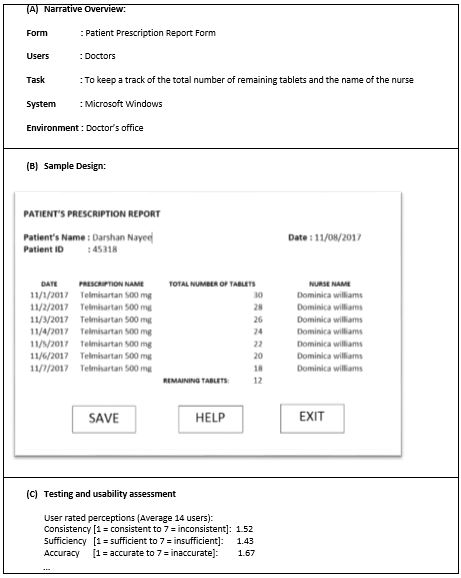 (A) Narrative Overview:
Form : Patient Prescription Report Form
Users : Doctors
Task : To keep a track of the total number of remaining tablets and the name of the nurse
System : Microsoft Windows
Environment : Doctor's office
(B) Sample Design:
PATIENT'S PRESCRIPTION REPORT
Patient's Name : Darshan Nayee Date : 11/08/2017
Patient ID : 45318
DATE PRESCRIPTION NAME TOTAL NUMBER OF TABLETS NURSE NAME
11/1/2017 Telmisartan 500 mg 30 Dominica williams
11/2/2017 Telmisartan 500 mg 28 Dominica williams
11/3/2017 Telmisartan 500 mg 26 Dominica williams
11/4/2017 Telmisartan 500 mg 24 Dominica williams
11/5/2017 Telmisartan 500 mg 22 Dominica williams
11/6/2017 Telmisartan 500 mg 20 Dominica williams
11/7/2017 Telmisartan 500 mg 18 Dominica williams
REMAINING TABLETS: 12
SAVE HELP EXIT
(C) Testing and usability assessment
User rated perceptions (Average 14 users):
Consistency [1 = consistent to 7 = inconsistent]: 1.52
Sufficiency [1 = sufficient to 7 = insufficient]: 1.43
Accuracy [1 = accurate to 7 = inaccurate]: 1.67
...